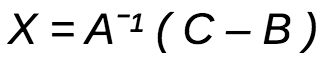 X = A⁻¹ ( C – B )